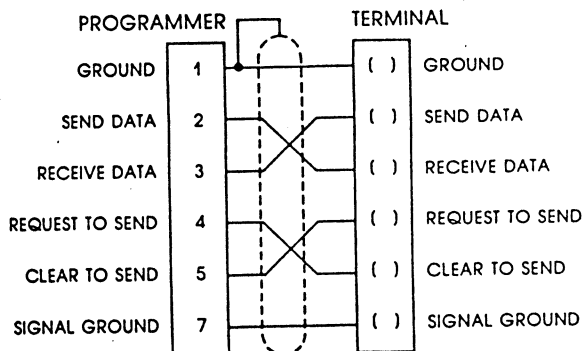 PROGRAMMER TERMINAL
GROUND 1 ( ) GROUND
SEND DATA 2 ( ) SEND DATA
RECEIVE DATA 3 ( ) RECEIVE DATA
REQUEST TO SEND 4 ( ) REQUEST TO SEND
CLEAR TO SEND 5 ( ) CLEAR TO SEND
SIGNAL GROUND 7 ( ) SIGNAL GROUND